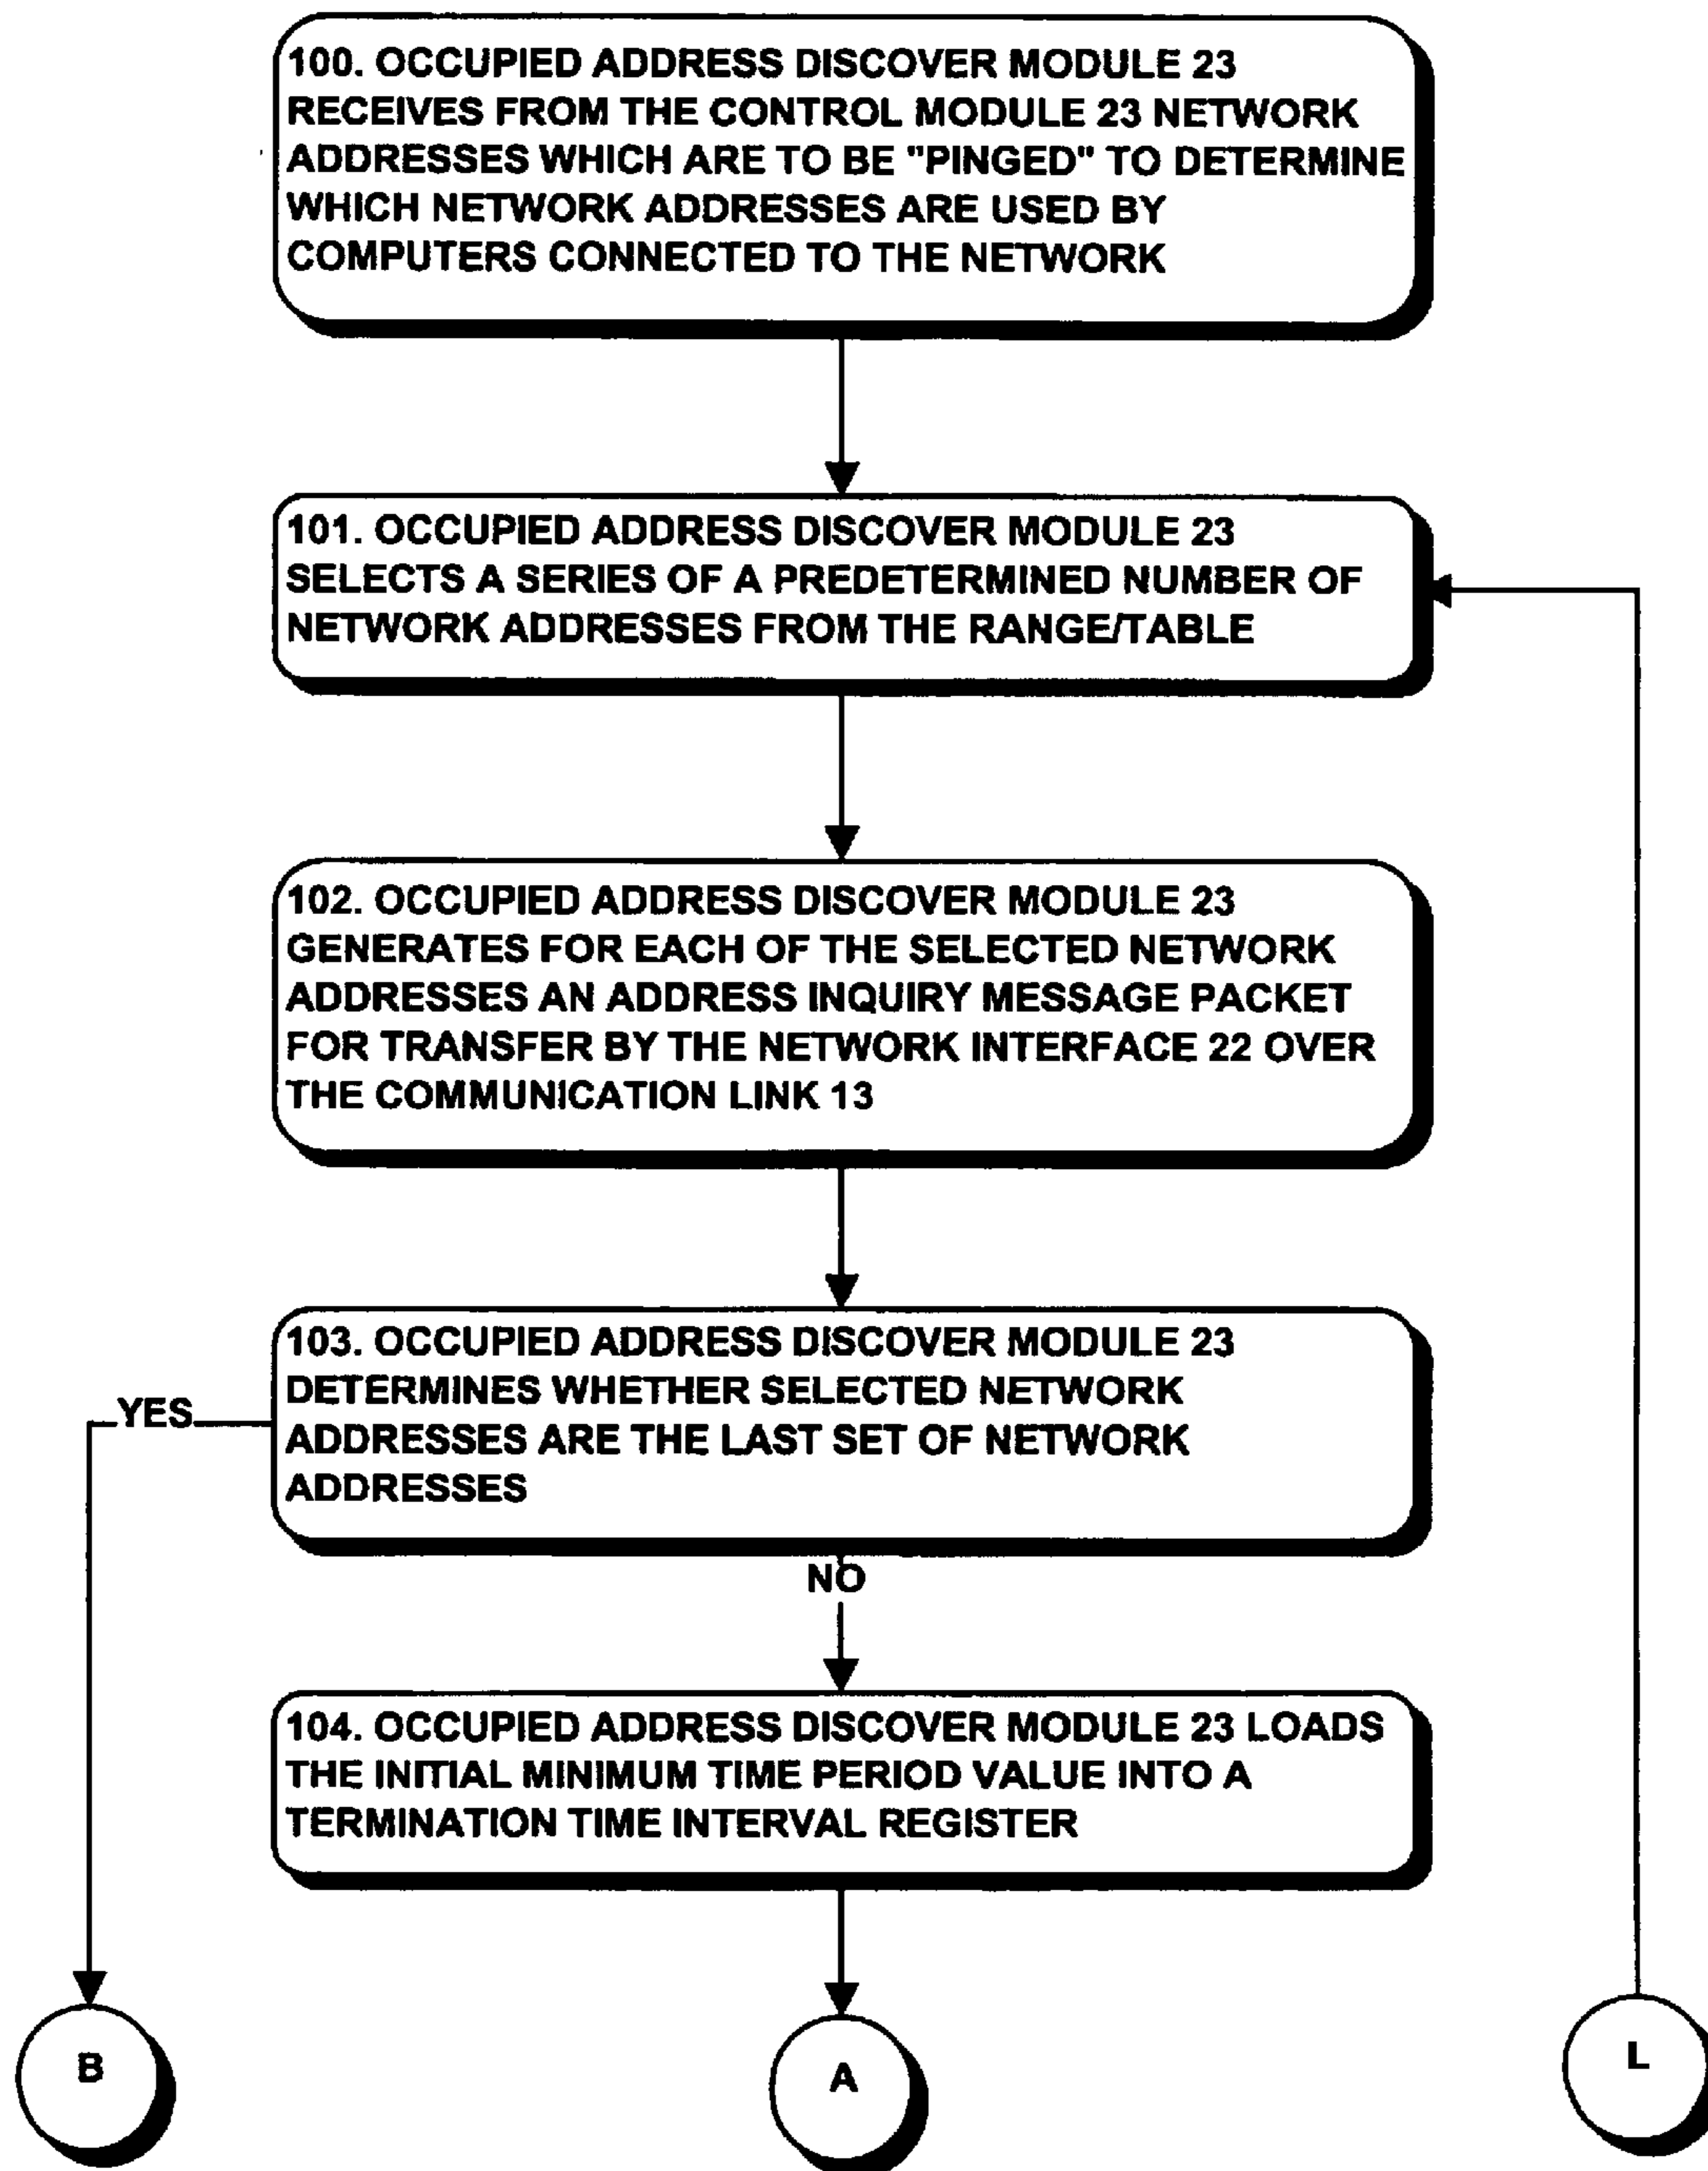 100. OCCUPIED ADDRESS DISCOVER MODULE 23
RECEIVES FROM THE CONTROL MODULE 23 NETWORK
ADDRESSES WHICH ARE TO BE "PINGED" TO DETERMINE
WHICH NETWORK ADDRESSES ARE USED BY
COMPUTERS CONNECTED TO THE NETWORK
101. OCCUPIED ADDRESS DISCOVER MODULE 23
SELECTS A SERIES OF A PREDETERMINED NUMBER OF
NETWORK ADDRESSES FROM THE RANGE/TABLE
102. OCCUPIED ADDRESS DISCOVER MODULE 23
GENERATES FOR EACH OF THE SELECTED NETWORK
ADDRESSES AN ADDRESS INQUIRY MESSAGE PACKET
FOR TRANSFER BY THE NETWORK INTERFACE 22 OVER
THE COMMUNICATION LINK 13
103. OCCUPIED ADDRESS DISCOVER MODULE 23
DETERMINES WHETHER SELECTED NETWORK
ADDRESSES ARE THE LAST SET OF NETWORK
ADDRESSES
YES
NO
104. OCCUPIED ADDRESS DISCOVER MODULE 23 LOADS
THE INITIAL MINIMUM TIME PERIOD VALUE INTO A
TERMINATION TIME INTERVAL REGISTER
B
A
L